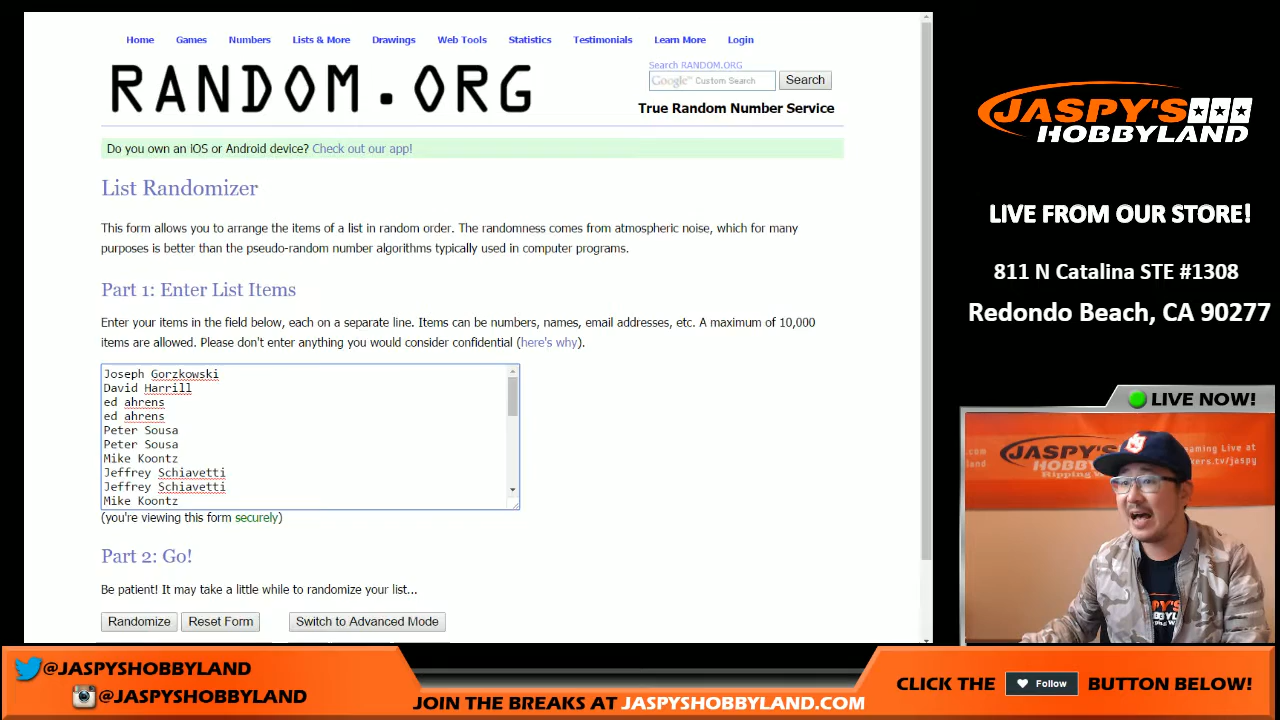 Home Games Numbers Lists & More Drawings Web Tools Statistics Testimonials Learn More Login
RANDOM.ORG
Search RANDOM.ORG
Google™ Custom Search Search
True Random Number Service
Do you own an iOS or Android device? Check out our app!
List Randomizer
This form allows you to arrange the items of a list in random order. The randomness comes from atmospheric noise, which for many
purposes is better than the pseudo-random number algorithms typically used in computer programs.
Part 1: Enter List Items
Enter your items in the field below, each on a separate line. Items can be numbers, names, email addresses, etc. A maximum of 10,000
items are allowed. Please don't enter anything you would consider confidential (here's why).
Joseph Gorzkowski
David Harrill
ed ahrens
ed ahrens
Peter Sousa
Peter Sousa
Mike Koontz
Jeffrey Schiavetti
Jeffrey Schiavetti
Mike Koontz
(you're viewing this form securely)
Part 2: Go!
Be patient! It may take a little while to randomize your list...
Randomize Reset Form Switch to Advanced Mode
JASPY'S
HOBBYLAND
LIVE FROM OUR STORE!
811 N Catalina STE #1308
Redondo Beach, CA 90277
LIVE NOW!
JASPY'S
HOBBYL
Ripping W
eaming Live at
kers.tv/jaspy
.com
land
@JASPYSHOBBYLAND
@JASPYSHOBBYLAND
JOIN THE BREAKS AT JASPYSHOBBYLAND.COM
CLICK THE Follow BUTTON BELOW!